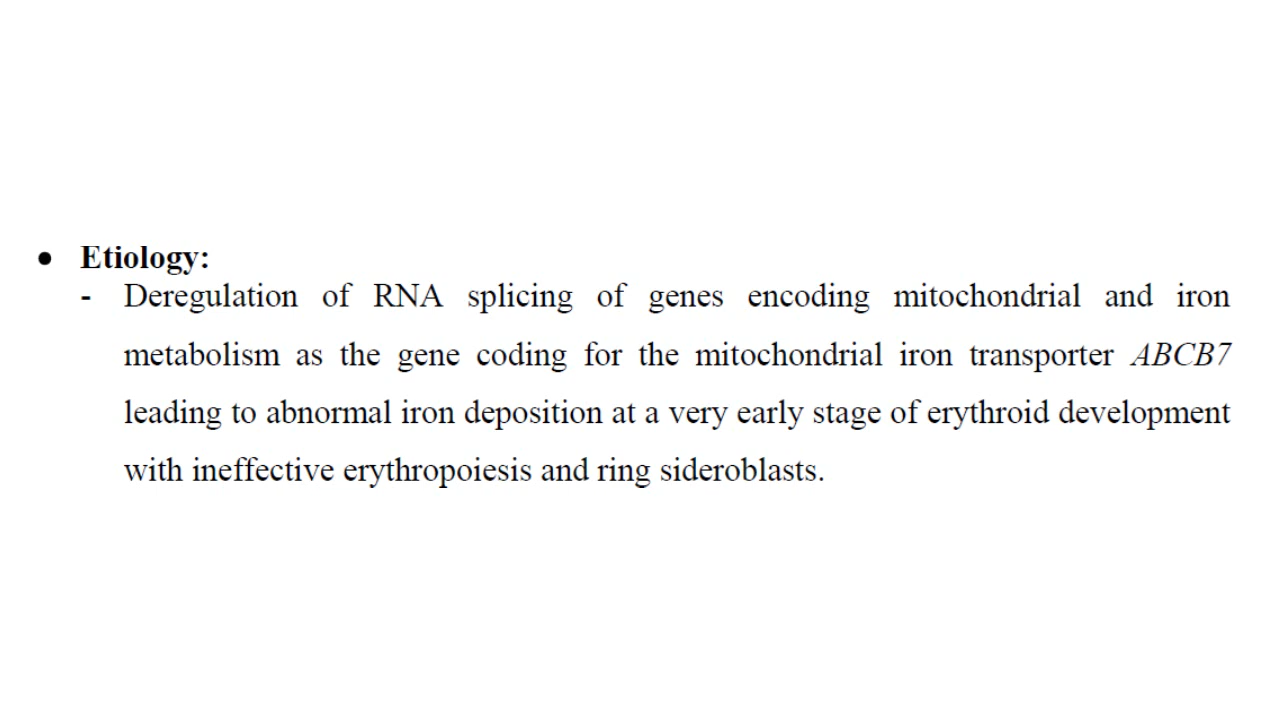 ● Etiology:
- Deregulation of RNA splicing of genes encoding mitochondrial and iron
metabolism as the gene coding for the mitochondrial iron transporter ABCB7
leading to abnormal iron deposition at a very early stage of erythroid development
with ineffective erythropoiesis and ring sideroblasts.